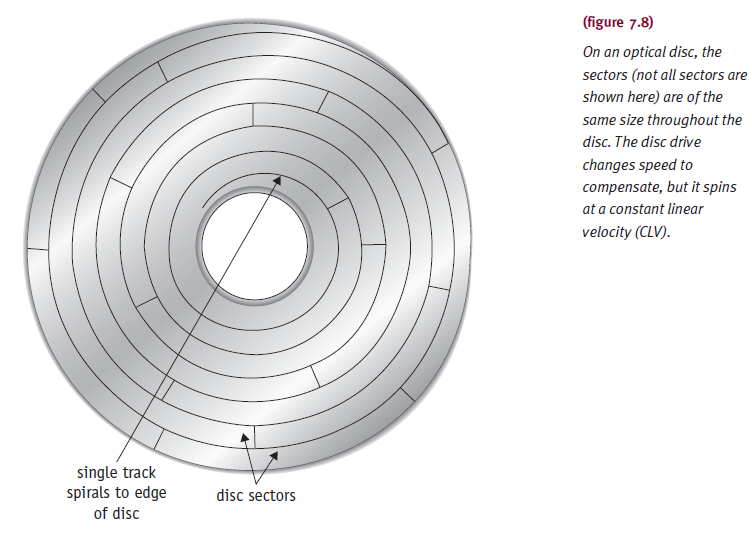 (figure 7.8)
On an optical disc, the
sectors (not all sectors are
shown here) are of the
same size throughout the
disc. The disc drive
changes speed to
compensate, but it spins
at a constant linear
velocity (CLV).
single track
spirals to edge
of disc
disc sectors